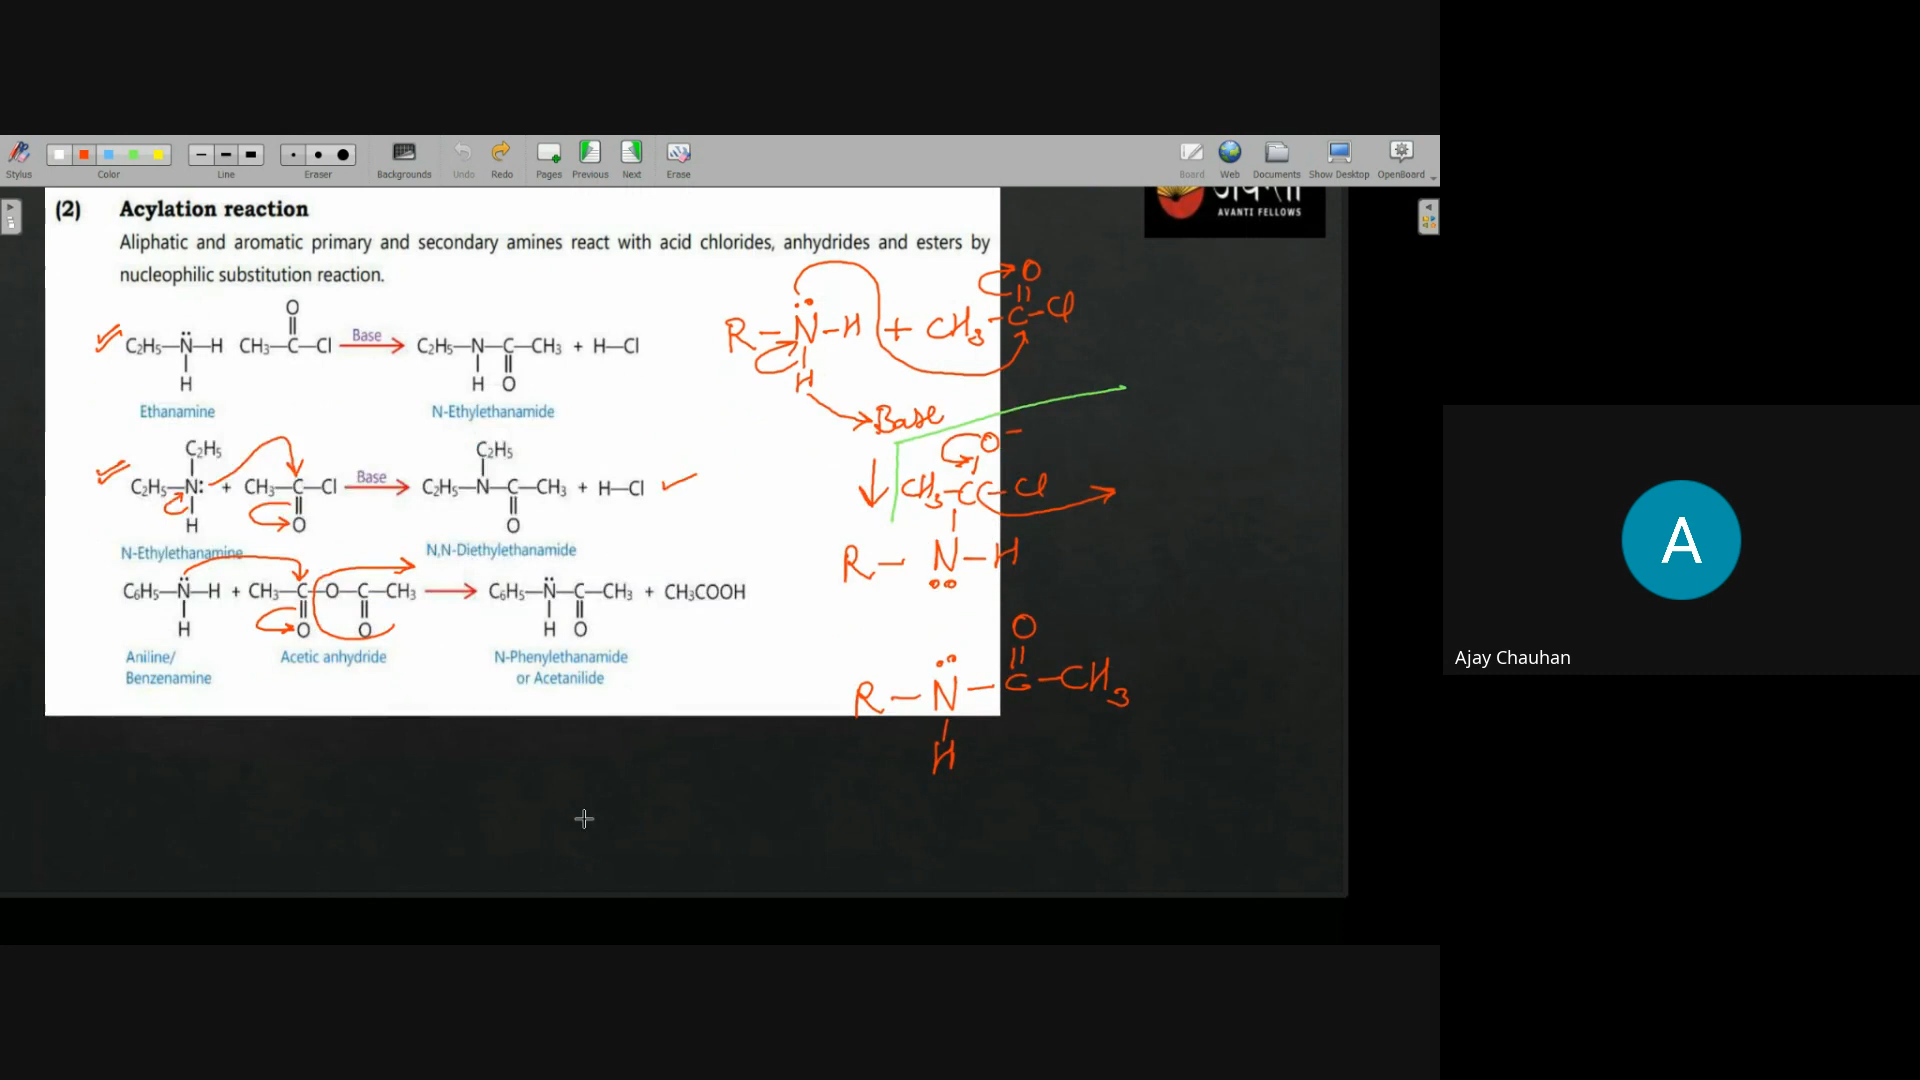 Stylus Color Line Eraser Backgrounds Undo Redo Pages Previous Next Erase Board Web Documents Show Desktop OpenBoard
AVANTI FELLOWS
(2) Acylation reaction
Aliphatic and aromatic primary and secondary amines react with acid chlorides, anhydrides and esters by
nucleophilic substitution reaction.
O
C₂H₅—N̈—H CH₃—C—Cl Base C₂H₅—N—C—CH₃ + H—Cl
H H O
Ethanamine N-Ethylethanamide
C₂H₅ C₂H₅
C₂H₅—N: + CH₃—C—Cl Base C₂H₅—N—C—CH₃ + H—Cl
H O O
N-Ethylethanamine N,N-Diethylethanamide
C₆H₅—N̈—H + CH₃—C—O—C—CH₃ C₆H₅—N̈—C—CH₃ + CH₃COOH
H O O H O
Aniline/ Acetic anhydride N-Phenylethanamide
Benzenamine or Acetanilide
O
R—N̈—H + CH₃—C—Cl
H
Base
O⁻
CH₃—C—Cl
R—N—H
O
R—N̈—C—CH₃
H
A
Ajay Chauhan